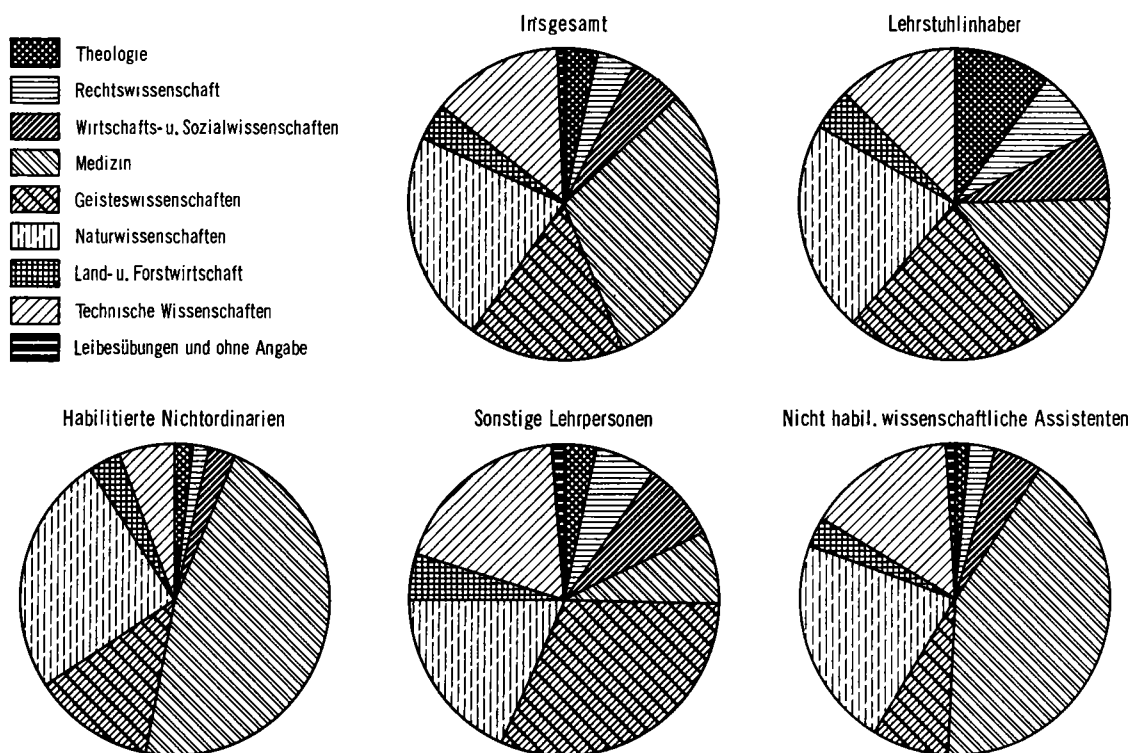 Insgesamt
Lehrstuhlinhaber
Theologie
Rechtswissenschaft
Wirtschafts- u. Sozialwissenschaften
Medizin
Geisteswissenschaften
Naturwissenschaften
Land- u. Forstwirtschaft
Technische Wissenschaften
Leibesübungen und ohne Angabe
Habilitierte Nichtordinarien
Sonstige Lehrpersonen
Nicht habil. wissenschaftliche Assistenten